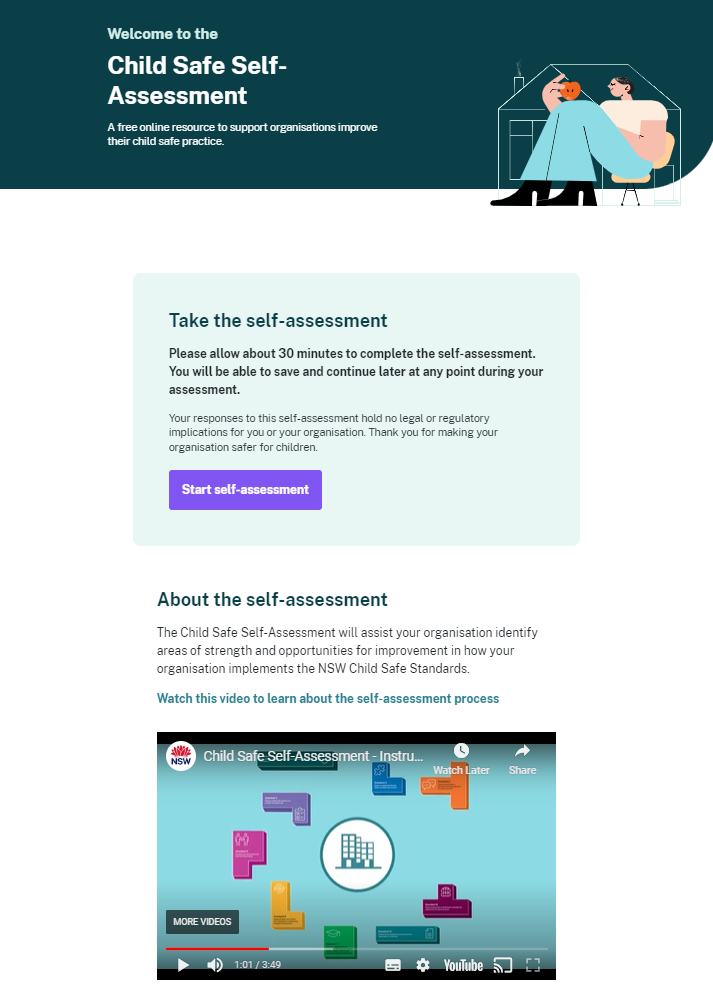 Welcome to the
Child Safe Self-
Assessment
A free online resource to support organisations improve
their child safe practice.
Take the self-assessment
Please allow about 30 minutes to complete the self-assessment.
You will be able to save and continue later at any point during your
assessment.
Your responses to this self-assessment hold no legal or regulatory
implications for you or your organisation. Thank you for making your
organisation safer for children.
Start self-assessment
About the self-assessment
The Child Safe Self-Assessment will assist your organisation identify
areas of strength and opportunities for improvement in how your
organisation implements the NSW Child Safe Standards.
Watch this video to learn about the self-assessment process
NSW
Child Safe Self-Assessment - Instru...
Watch Later
Share
MORE VIDEOS
1:01 / 3:49
YouTube